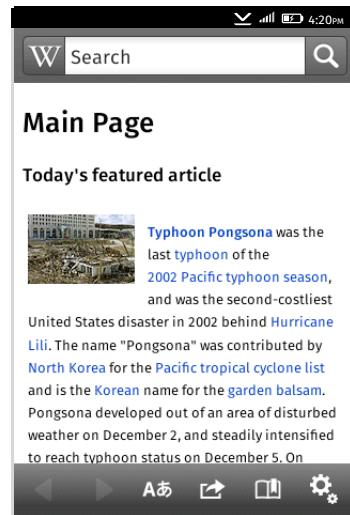 4:20PM
W Search
Main Page
Today's featured article
Typhoon Pongsona was the
last typhoon of the
2002 Pacific typhoon season,
and was the second-costliest
United States disaster in 2002 behind Hurricane
Lili. The name "Pongsona" was contributed by
North Korea for the Pacific tropical cyclone list
and is the Korean name for the garden balsam.
Pongsona developed out of an area of disturbed
weather on December 2, and steadily intensified
to reach typhoon status on December 5. On
Aあ